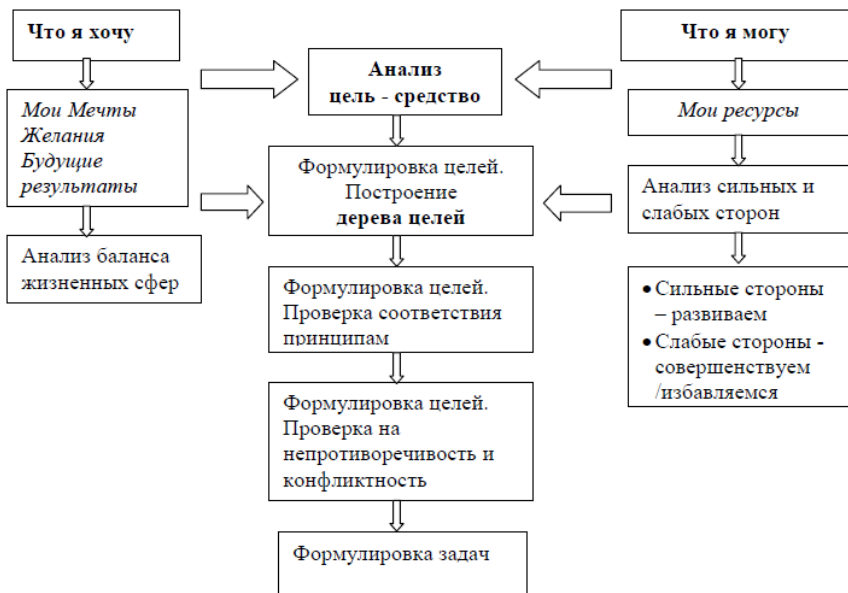 Что я хочу
Мои Мечты
Желания
Будущие
результаты
Анализ баланса
жизненных сфер
Анализ
цель - средство
Формулировка целей.
Построение
дерева целей
Формулировка целей.
Проверка соответствия
принципам
Формулировка целей.
Проверка на
непротиворечивость и
конфликтность
Формулировка задач
Что я могу
Мои ресурсы
Анализ сильных и
слабых сторон
• Сильные стороны
– развиваем
• Слабые стороны -
совершенствуем
/избавляемся